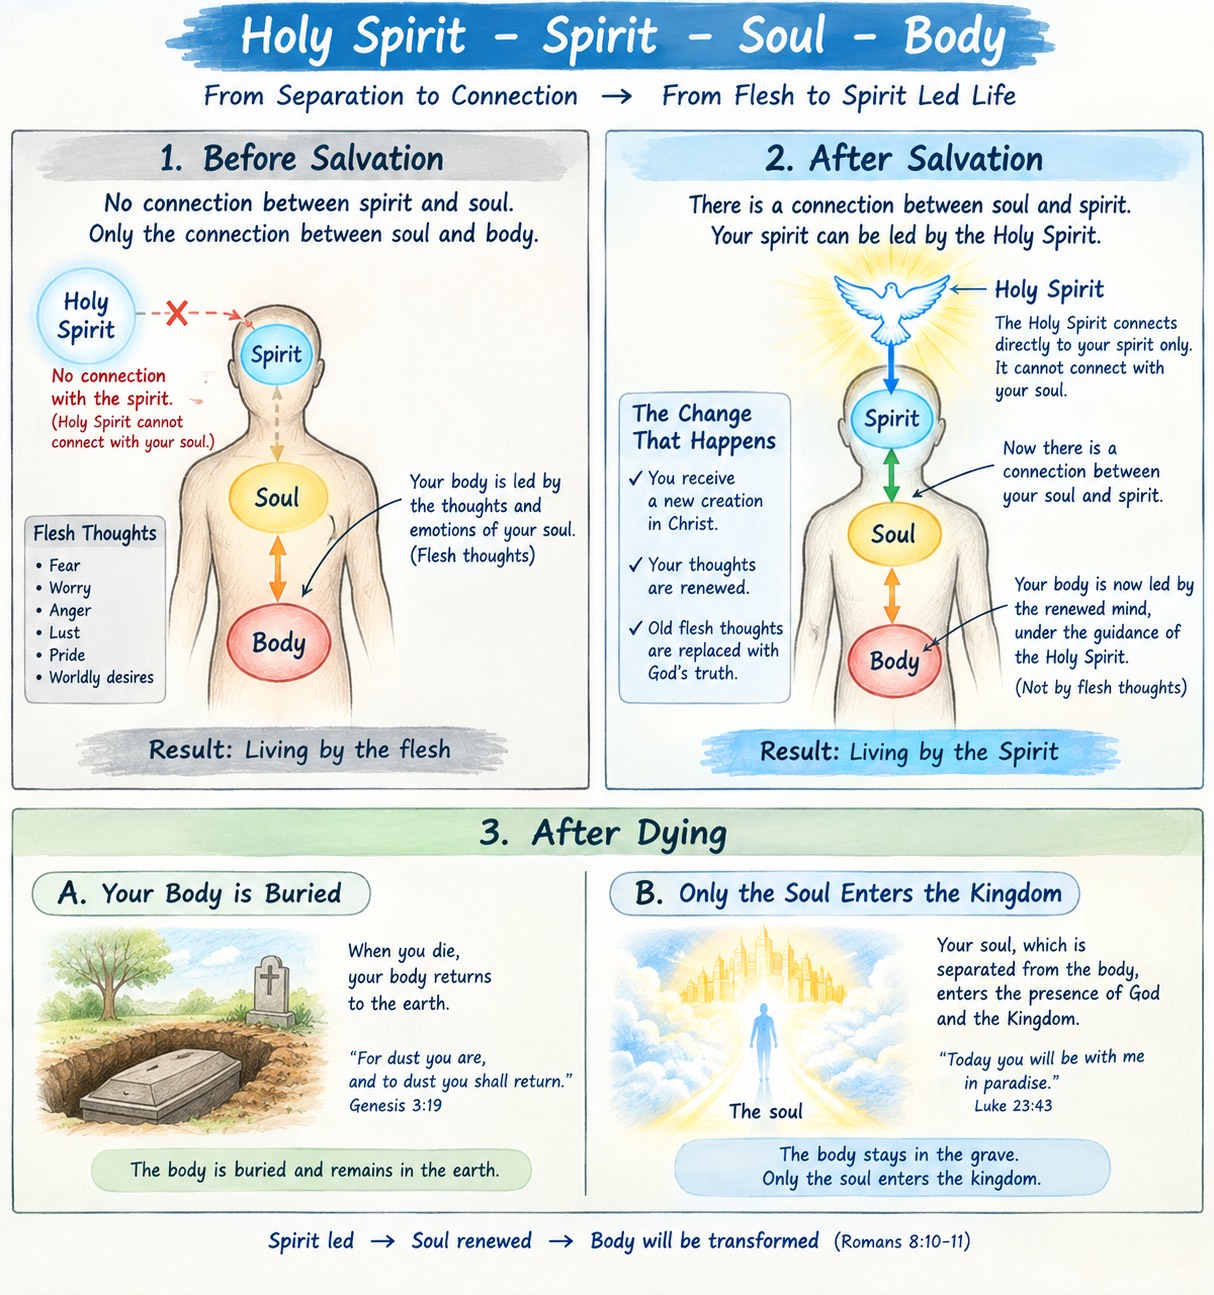 Holy Spirit – Spirit – Soul – Body
From Separation to Connection → From Flesh to Spirit Led Life
1. Before Salvation
No connection between spirit and soul.
Only the connection between soul and body.
Holy
Spirit
Spirit
No connection
with the spirit.
(Holy Spirit cannot
connect with your soul.)
Soul
Your body is led by
the thoughts and
emotions of your soul.
(Flesh thoughts)
Flesh Thoughts
• Fear
• Worry
• Anger
• Lust
• Pride
• Worldly desires
Body
Result: Living by the flesh
2. After Salvation
There is a connection between soul and spirit.
Your spirit can be led by the Holy Spirit.
Holy Spirit
The Holy Spirit connects
directly to your spirit only.
It cannot connect with
your soul.
The Change
That Happens
✓ You receive
a new creation
in Christ.
✓ Your thoughts
are renewed.
✓ Old flesh thoughts
are replaced with
God's truth.
Spirit
Now there is a
connection between
your soul and spirit.
Soul
Your body is now led by
the renewed mind,
under the guidance of
the Holy Spirit.
(Not by flesh thoughts)
Body
Result: Living by the Spirit
3. After Dying
A. Your Body is Buried
When you die,
your body returns
to the earth.
“For dust you are,
and to dust you shall return.”
Genesis 3:19
The body is buried and remains in the earth.
B. Only the Soul Enters the Kingdom
The soul
Your soul, which is
separated from the body,
enters the presence of God
and the Kingdom.
“Today you will be with me
in paradise.”
Luke 23:43
The body stays in the grave.
Only the soul enters the kingdom.
Spirit led → Soul renewed → Body will be transformed (Romans 8:10–11)